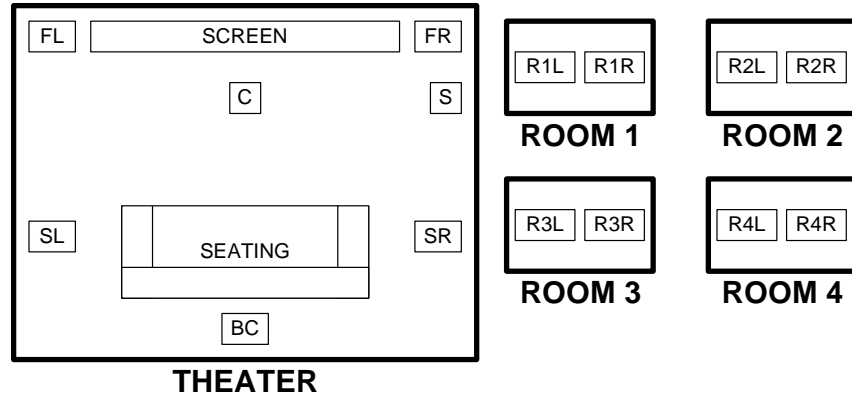 FL SCREEN FR
C S
SL SEATING SR
BC
THEATER
R1L R1R
ROOM 1
R2L R2R
ROOM 2
R3L R3R
ROOM 3
R4L R4R
ROOM 4